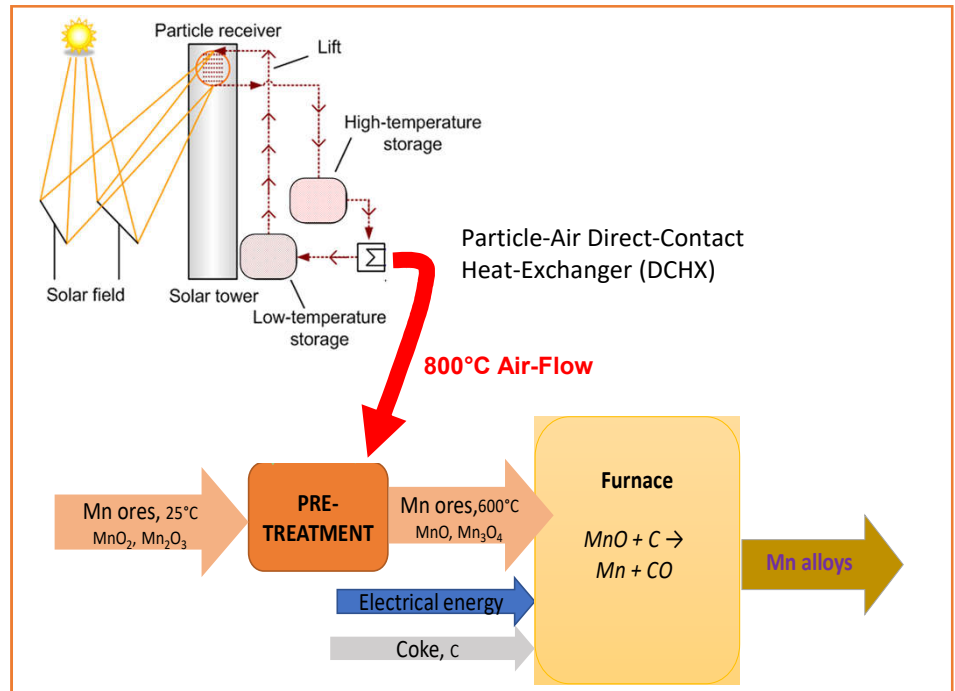 Particle receiver
Lift
High-temperature
storage
Particle-Air Direct-Contact
Heat-Exchanger (DCHX)
Σ
Solar field
Solar tower
Low-temperature
storage
800°C Air-Flow
Mn ores, 25°C
MnO₂, Mn₂O₃
PRE-
TREATMENT
Mn ores,600°C
MnO, Mn₃O₄
Furnace
MnO + C →
Mn + CO
Mn alloys
Electrical energy
Coke, C